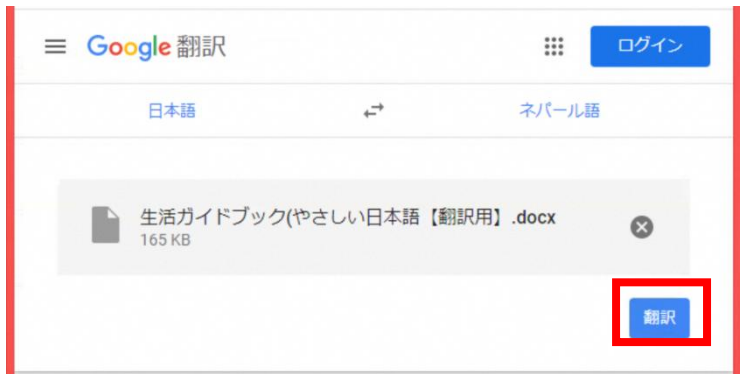 Google 翻訳
ログイン
日本語
ネパール語
生活ガイドブック(やさしい日本語【翻訳用】.docx
165 KB
翻訳